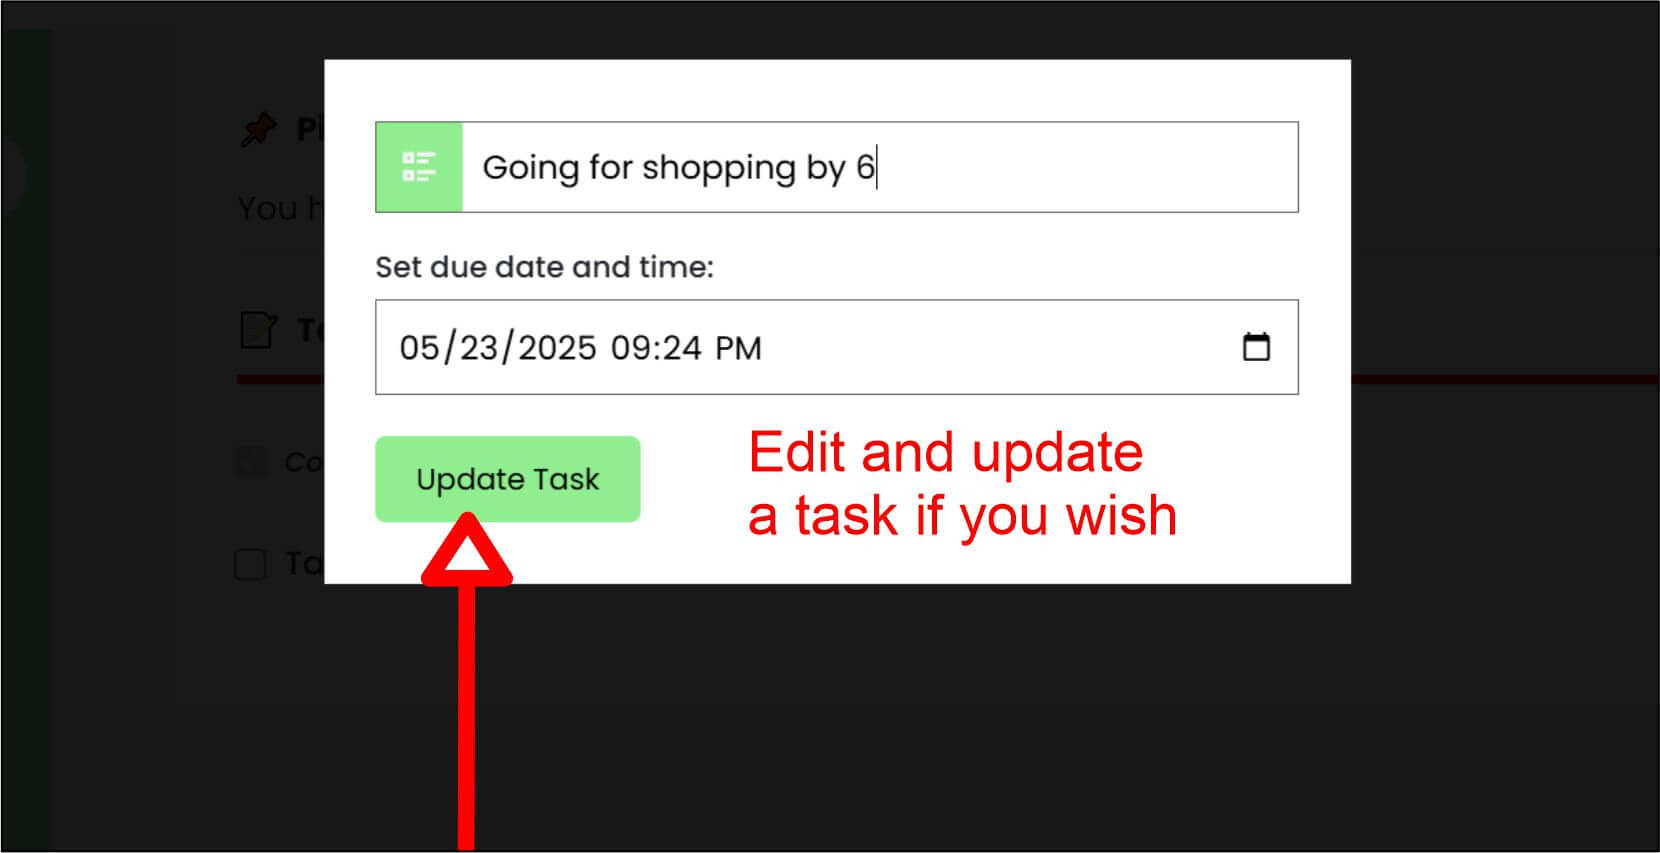 You
Going for shopping by 6
Set due date and time:
05/23/2025 09:24 PM
Update Task
Edit and update
a task if you wish